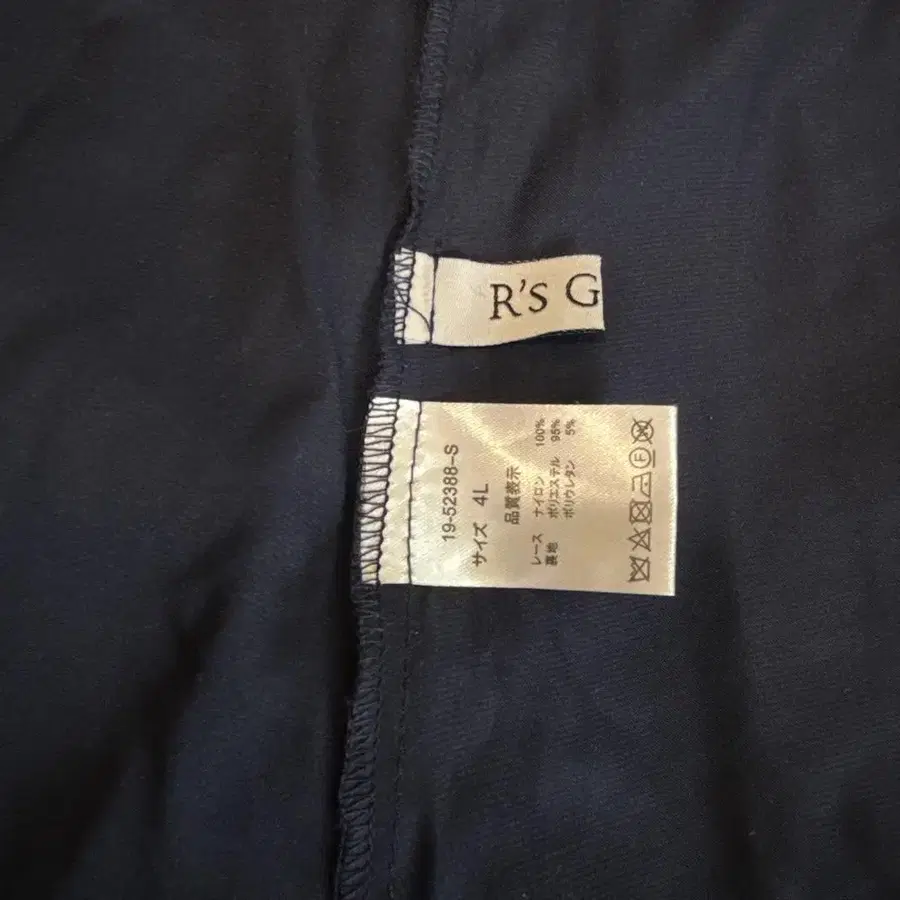 R'S G
19-52388-S
サイズ 4L
品質表示
レース ナイロン 100%
裏地 ポリエステル 95%
ポリウレタン 5%
F